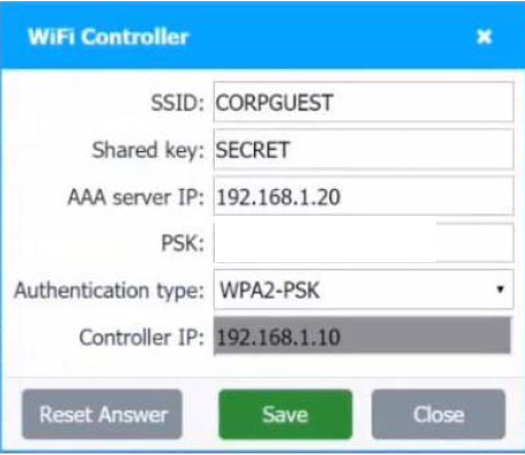 WiFi Controller ×
SSID: CORPGUEST
Shared key: SECRET
AAA server IP: 192.168.1.20
PSK:
Authentication type: WPA2-PSK
Controller IP: 192.168.1.10
Reset Answer Save Close